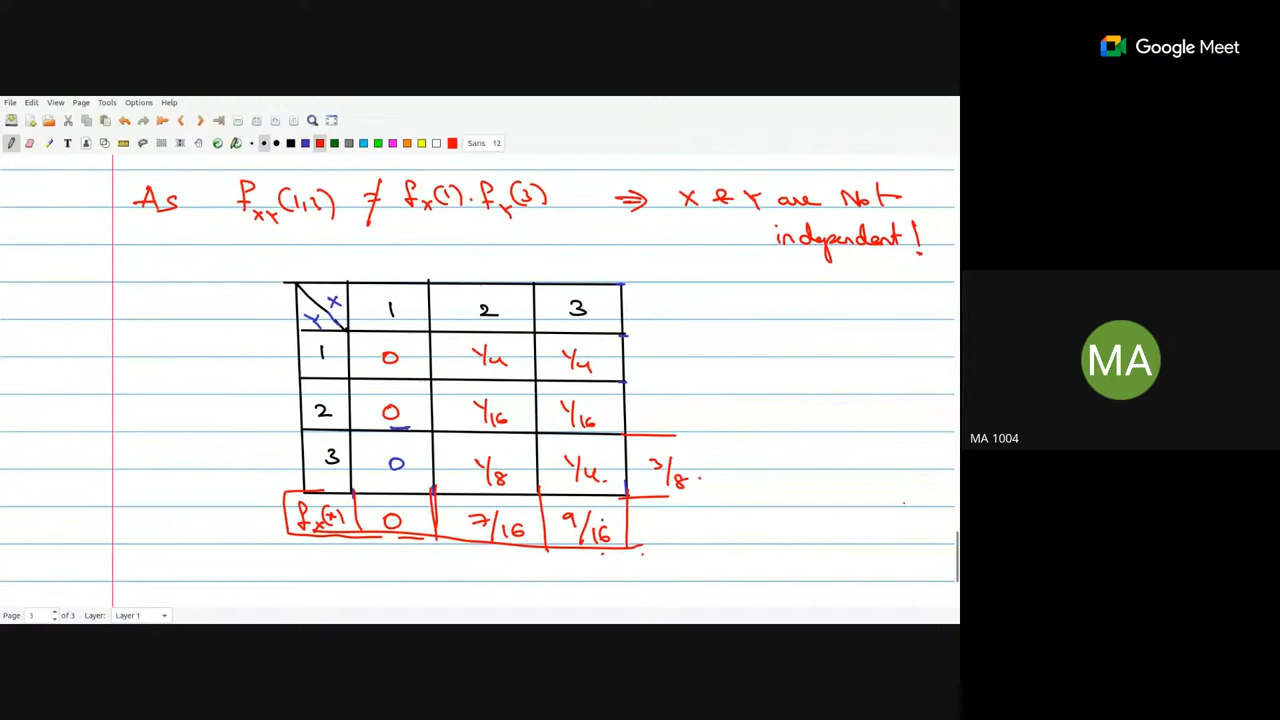 Google Meet
File Edit View Page Tools Options Help
Sans 12
As f_XY(1,2) ≠ f_X(1) · f_Y(3) ⇒ X & Y are Not
independent!
X Y 1 2 3
1 0 1/4 1/4
2 0 1/16 1/16
3 0 1/8 1/4. 3/8.
f_X(x) 0 7/16 9/16
MA
MA 1004
Page 3 of 3 Layer: Layer 1